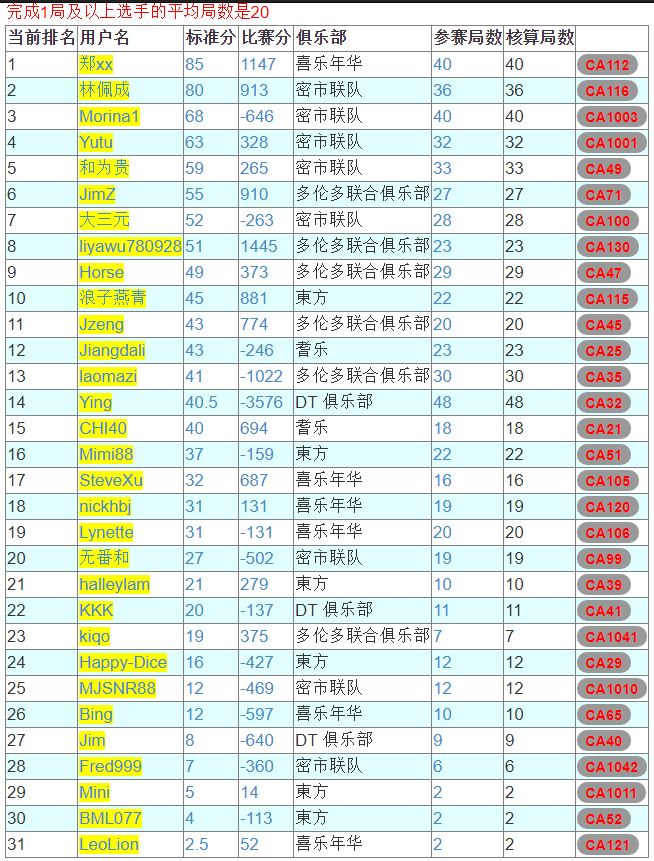 完成1局及以上选手的平均局数是20
当前排名 用户名 标准分 比赛分 俱乐部 参赛局数 核算局数
1 郑xx 85 1147 喜乐年华 40 40 CA112
2 林佩成 80 913 密市联队 36 36 CA116
3 Morina1 68 -646 密市联队 40 40 CA1003
4 Yutu 63 328 密市联队 32 32 CA1001
5 和为贵 59 265 密市联队 33 33 CA49
6 JimZ 55 910 多伦多联合俱乐部 27 27 CA71
7 大三元 52 -263 密市联队 28 28 CA100
8 liyawu780928 51 1445 多伦多联合俱乐部 23 23 CA130
9 Horse 49 373 多伦多联合俱乐部 29 29 CA47
10 浪子燕青 45 881 東方 22 22 CA115
11 Jzeng 43 774 多伦多联合俱乐部 20 20 CA45
12 Jiangdali 43 -246 耆乐 23 25 CA25
13 laomazi 41 -1022 多伦多联合俱乐部 30 30 CA35
14 Ying 40.5 -3576 DT 俱乐部 48 48 CA32
15 CHI40 40 694 耆乐 18 18 CA21
16 Mimi88 37 -159 東方 22 22 CA51
17 SteveXu 32 687 喜乐年华 16 16 CA105
18 nickhbj 31 131 喜乐年华 19 19 CA120
19 Lynette 31 -131 喜乐年华 20 20 CA106
20 无番和 27 -502 密市联队 19 19 CA99
21 halleylam 21 279 東方 10 10 CA39
22 KKK 20 -137 DT 俱乐部 11 11 CA41
23 kiqo 19 375 多伦多联合俱乐部 7 7 CA1041
24 Happy-Dice 16 -427 東方 12 12 CA29
25 MJSNR88 12 -469 密市联队 12 12 CA1010
26 Bing 12 -597 喜乐年华 10 10 CA65
27 Jim 8 -640 DT 俱乐部 9 9 CA40
28 Fred999 7 -360 密市联队 6 6 CA1042
29 Mini 5 14 東方 2 2 CA1011
30 BML077 4 -113 東方 2 2 CA52
31 LeoLion 2.5 52 喜乐年华 2 2 CA121